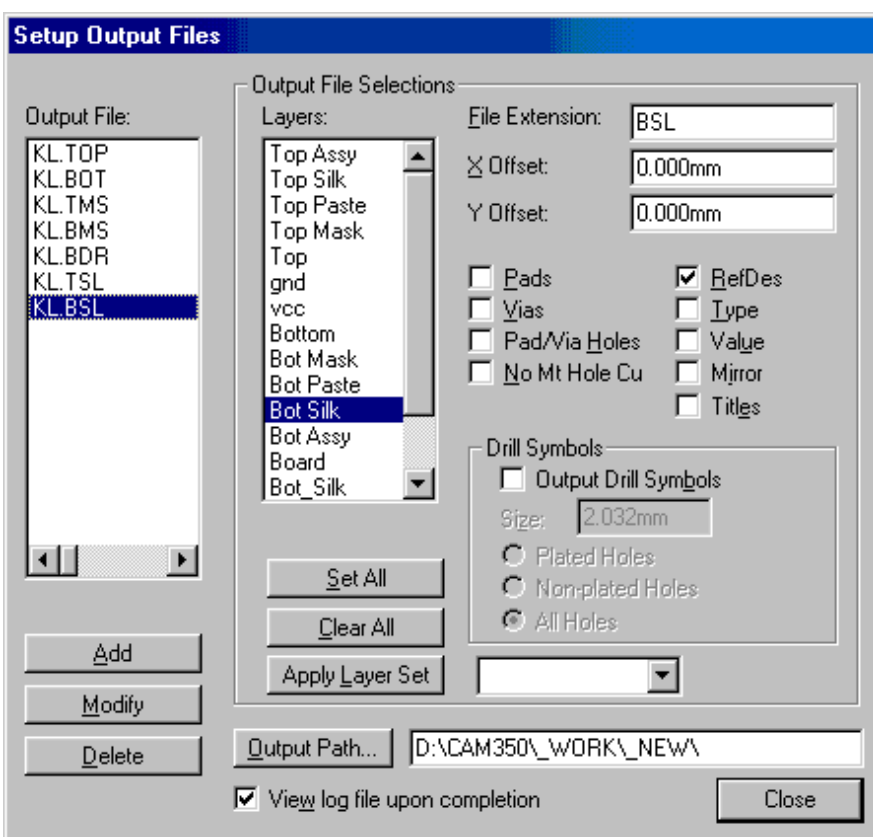 Setup Output Files
Output File:
KL.TOP
KL.BOT
KL.TMS
KL.BMS
KL.BDR
KL.TSL
KL.BSL
Add
Modify
Delete
Output File Selections
Layers:
Top Assy
Top Silk
Top Paste
Top Mask
Top
gnd
vcc
Bottom
Bot Mask
Bot Paste
Bot Silk
Bot Assy
Board
Bot_Silk
Set All
Clear All
Apply Layer Set
File Extension: BSL
X Offset: 0.000mm
Y Offset: 0.000mm
Pads
Vias
Pad/Via Holes
No Mt Hole Cu
RefDes
Type
Value
Mirror
Titles
Drill Symbols
Output Drill Symbols
Size: 2.032mm
Plated Holes
Non-plated Holes
All Holes
Output Path... D:\CAM350\_WORK\_NEW\
View log file upon completion
Close